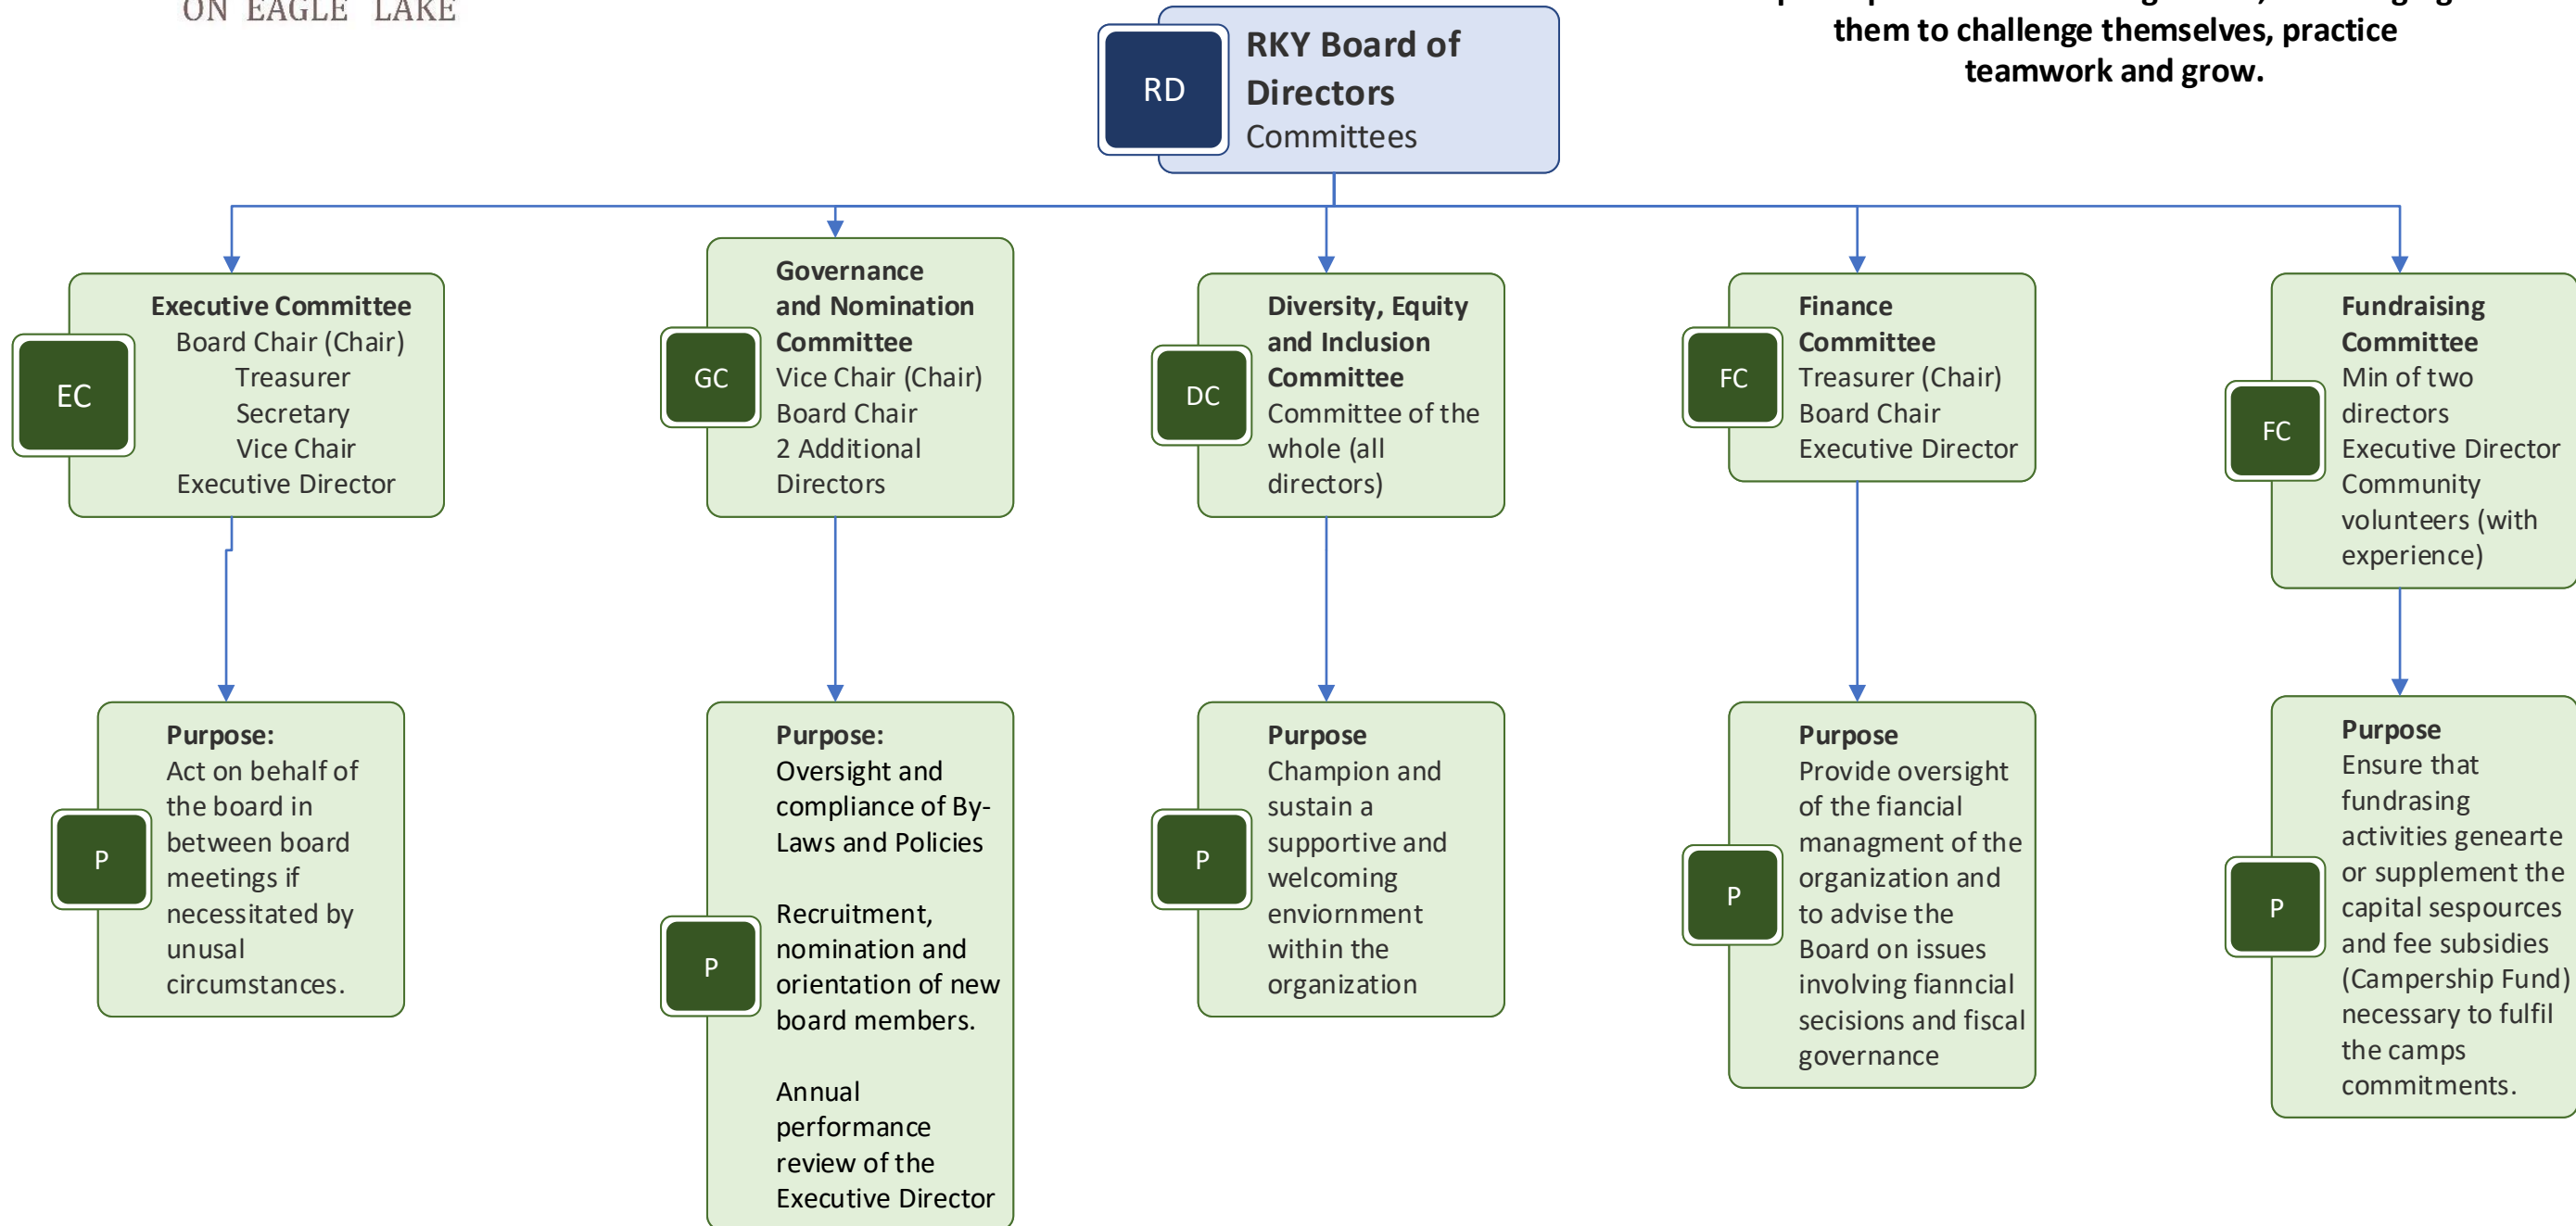 ON EAGLE LAKE
them to challenge themselves, practice
teamwork and grow.
RD
RKY Board of
Directors
Committees
EC
Executive Committee
Board Chair (Chair)
Treasurer
Secretary
Vice Chair
Executive Director
GC
Governance
and Nomination
Committee
Vice Chair (Chair)
Board Chair
2 Additional
Directors
DC
Diversity, Equity
and Inclusion
Committee
Committee of the
whole (all
directors)
FC
Finance
Committee
Treasurer (Chair)
Board Chair
Executive Director
FC
Fundraising
Committee
Min of two
directors
Executive Director
Community
volunteers (with
experience)
P
Purpose:
Act on behalf of
the board in
between board
meetings if
necessitated by
unusal
circumstances.
P
Purpose:
Oversight and
compliance of By-
Laws and Policies
Recruitment,
nomination and
orientation of new
board members.
Annual
performance
review of the
Executive Director
P
Purpose
Champion and
sustain a
supportive and
welcoming
enviornment
within the
organization
P
Purpose
Provide oversight
of the fiancial
managment of the
organization and
to advise the
Board on issues
involving fianncial
secisions and fiscal
governance
P
Purpose
Ensure that
fundrasing
activities genearte
or supplement the
capital sespources
and fee subsidies
(Campership Fund)
necessary to fulfil
the camps
commitments.